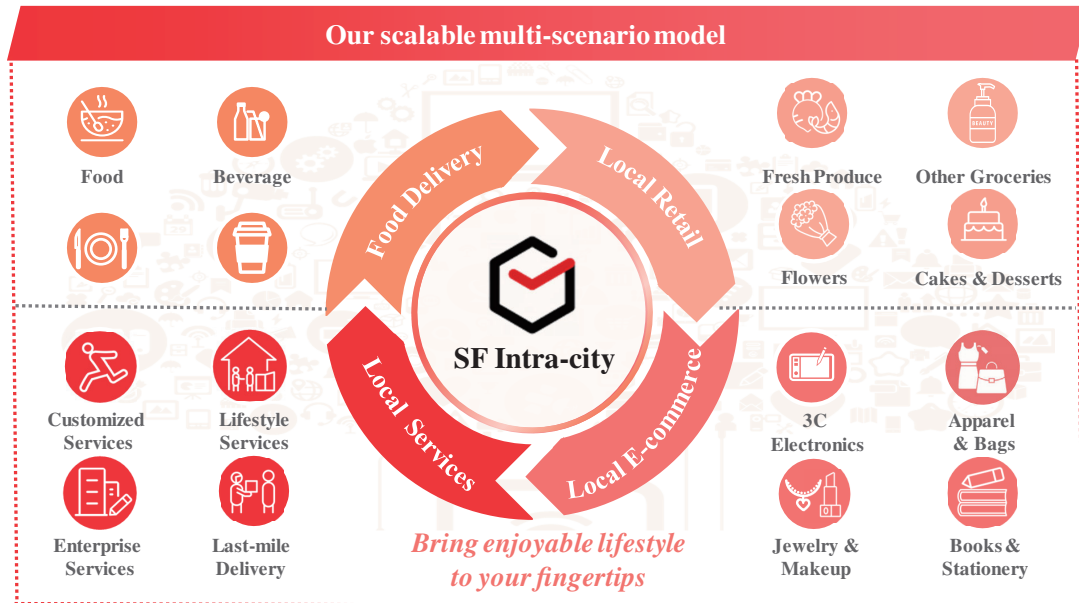 Our scalable multi-scenario model
Food
Beverage
Food Delivery
Local Retail
Fresh Produce
Other Groceries
BEAUTY
Flowers
Cakes & Desserts
SF Intra-city
Customized
Services
Lifestyle
Services
Enterprise
Services
Last-mile
Delivery
Local Services
Local E-commerce
3C
Electronics
Apparel
& Bags
Jewelry &
Makeup
Books &
Stationery
Bring enjoyable lifestyle
to your fingertips